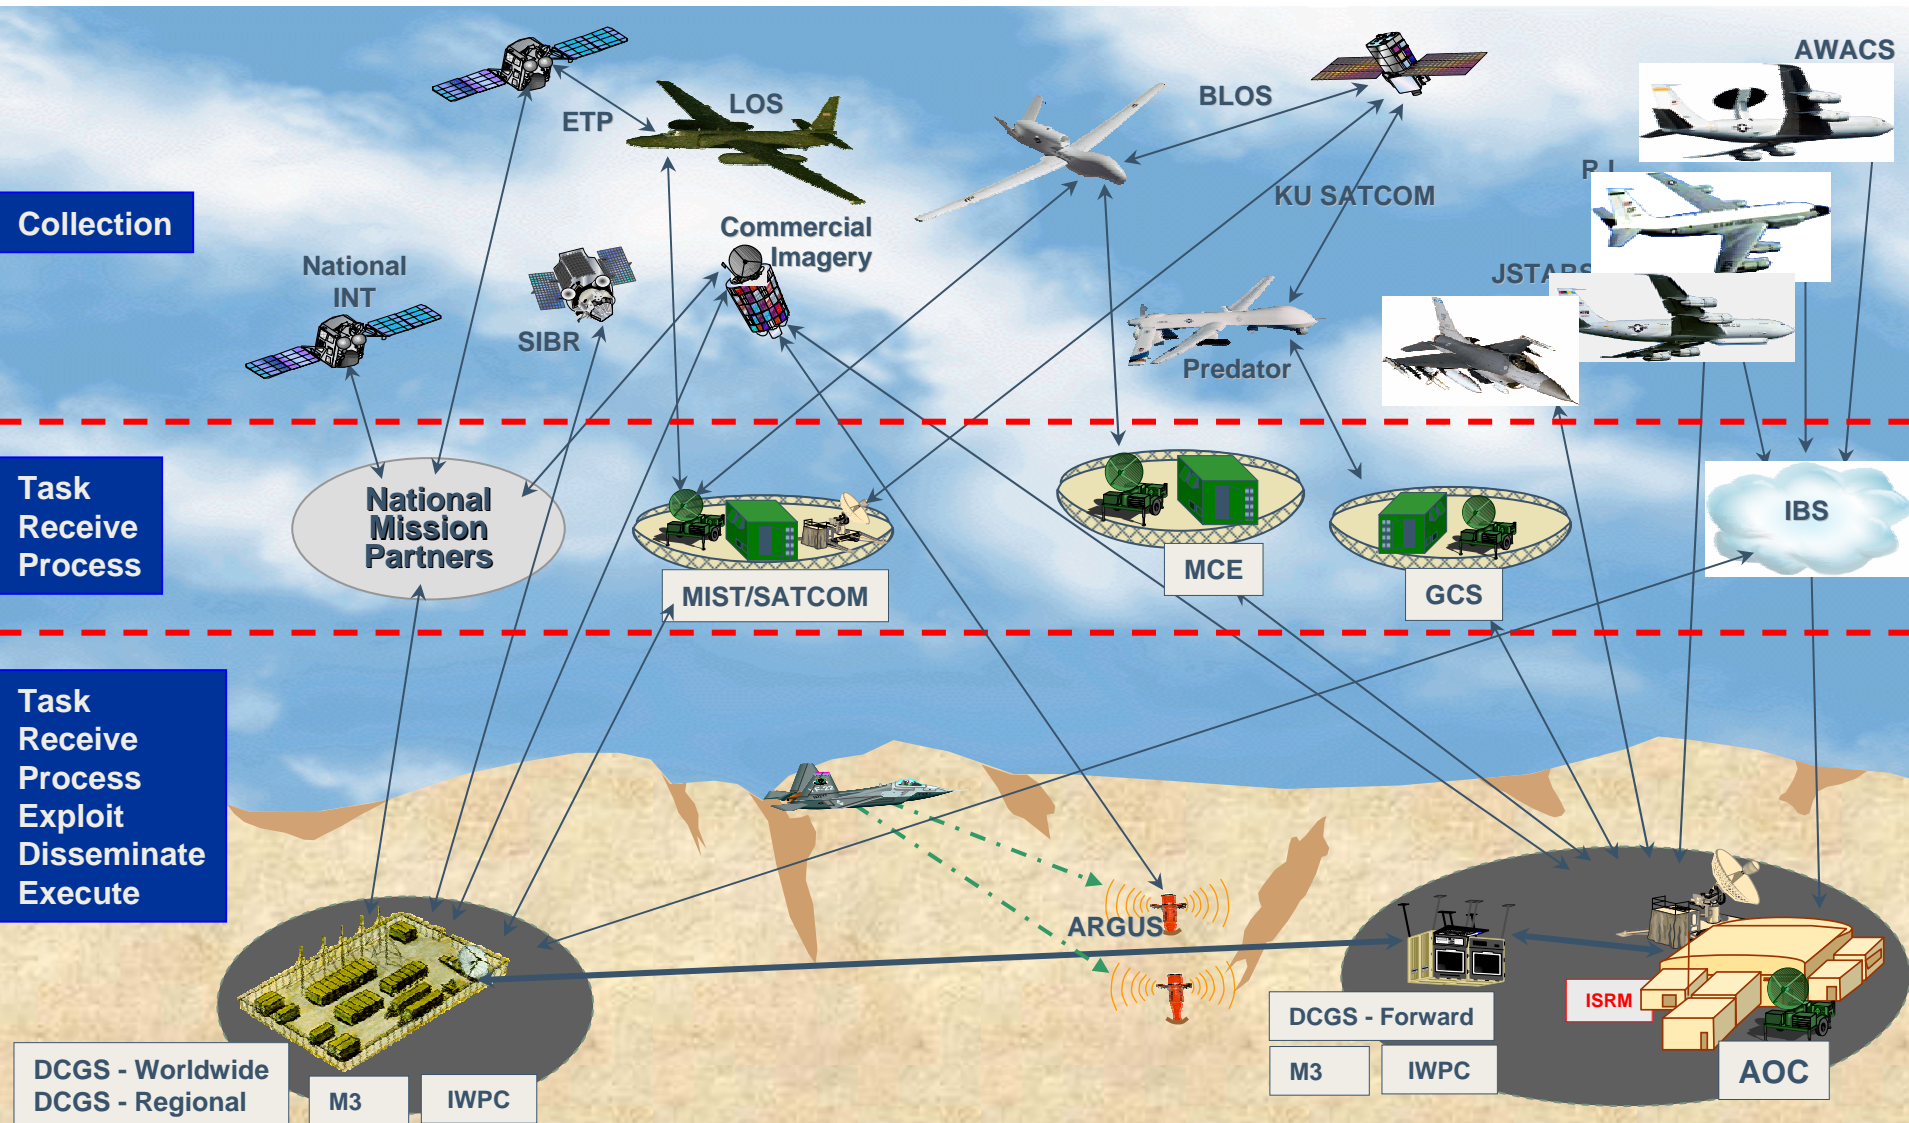 AWACS
LOS
BLOS
ETP
RJ
KU SATCOM
Collection
Commercial
Imagery
National
INT
JSTARS
SIBR
Predator
Task
Receive
Process
National
Mission
Partners
IBS
MCE
MIST/SATCOM
GCS
Task
Receive
Process
Exploit
Disseminate
Execute
ARGUS
ISRM
DCGS - Forward
DCGS - Worldwide
DCGS - Regional
M3
IWPC
M3
IWPC
AOC